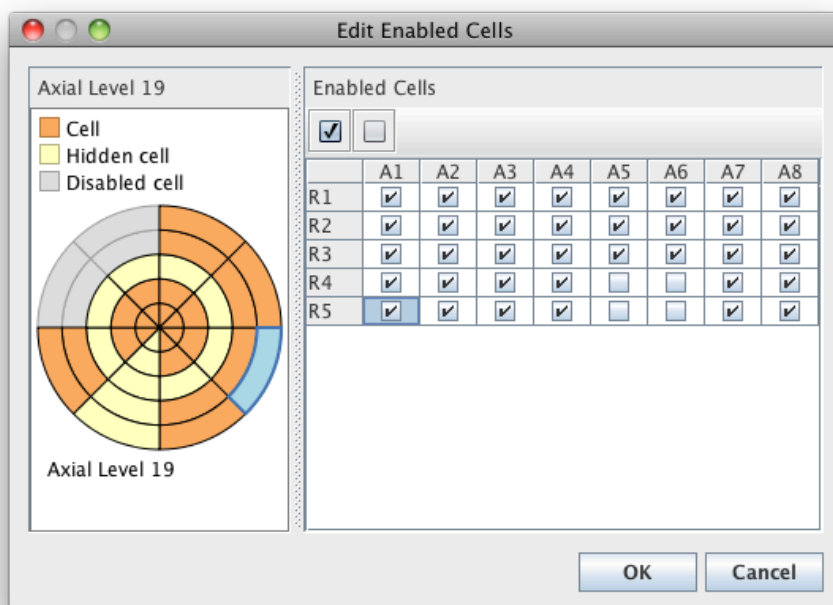 Edit Enabled Cells
Axial Level 19
Cell
Hidden cell
Disabled cell
Axial Level 19
Enabled Cells
A1 A2 A3 A4 A5 A6 A7 A8
R1
R2
R3
R4
R5
OK Cancel